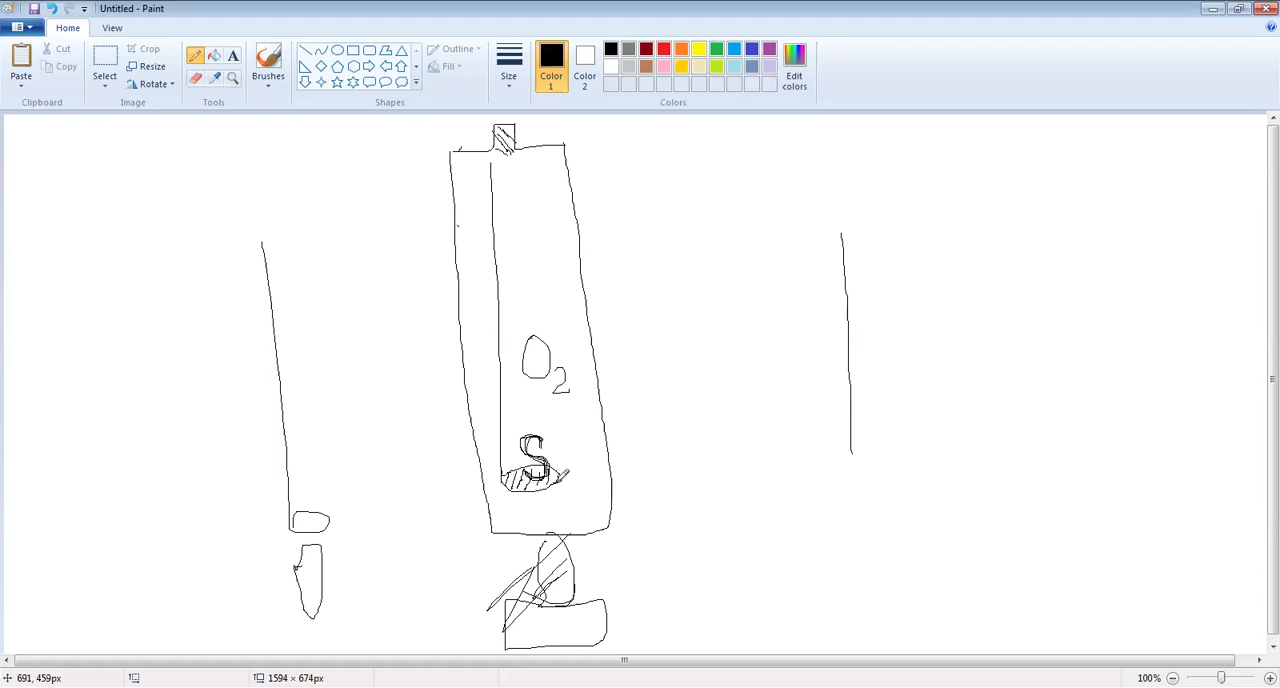 Untitled - Paint
Home
View
Paste
Cut
Copy
Clipboard
Select
Crop
Resize
Rotate
Image
Tools
A
Brushes
Shapes
Outline
Fill
Size
Color
1
Color
2
Edit
colors
Colors
O2
S
691, 459px
1594 × 674px
100%